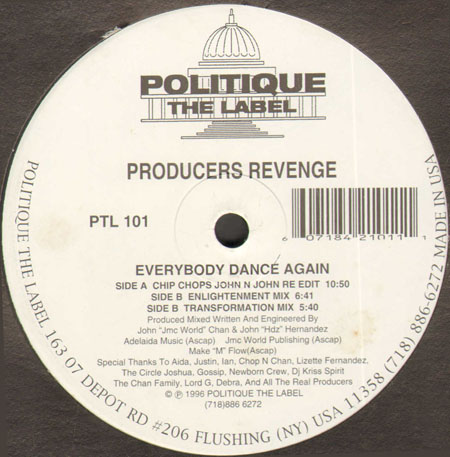 POLITIQUE
THE LABEL
PRODUCERS REVENGE
PTL 101
6 07184 21011 1
EVERYBODY DANCE AGAIN
SIDE A CHIP CHOPS JOHN N JOHN RE EDIT 10:50
SIDE B ENLIGHTENMENT MIX 6:41
SIDE B TRANSFORMATION MIX 5:40
Produced Mixed Written And Engineered By
John "Jmc World" Chan & John "Hdz" Hernandez
Adelaida Music (Ascap) Jmc World Publishing (Ascap)
Make "M" Flow(Ascap)
Special Thanks To Aida, Justin, Ian, Chop N Chan, Lizette Fernandez,
The Circle Joshua, Gossip, Newborn Crew, Dj Kriss Spirit
The Chan Family, Lord G, Debra, And All The Real Producers
© ℗ 1996 POLITIQUE THE LABEL
(718)886 6272
POLITIQUE THE LABEL 163 07 DEPOT RD #206 FLUSHING (NY) USA 11358 (718) 886-6272 MADE IN USA